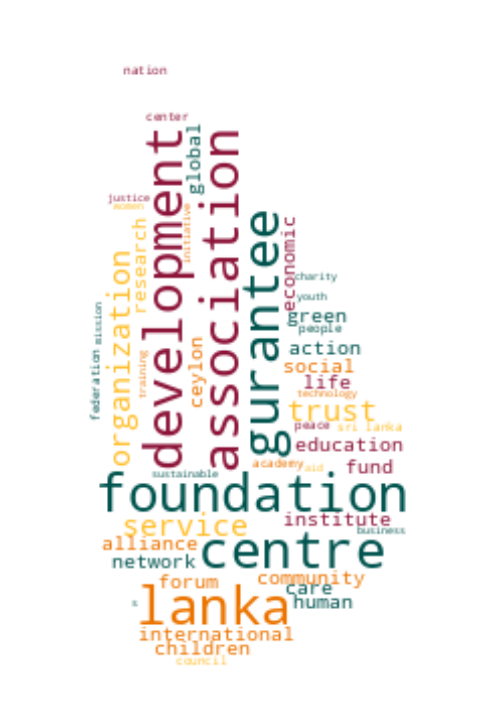 nation
center
development
association
global
justice
women
initiative
research
organization
gurantee
economic
charity
youth
green
people
mission
federation
action
ceylon
training
social
life
technology
trust
peace
sri lanka
education
academy
aid
fund
sustainable
foundation
service
institute
business
alliance
centre
network
forum
community
care
lanka
s
human
international
children
council